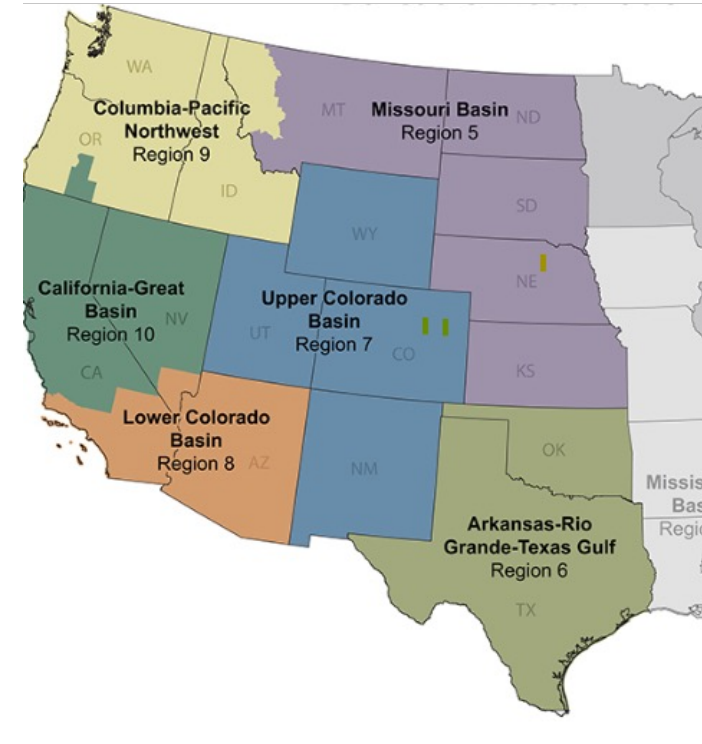 WA
Columbia-Pacific
Northwest
Region 9
OR
ID
MT
Missouri Basin
Region 5
ND
SD
WY
NE
California-Great
Basin
Region 10
NV
CA
Upper Colorado
Basin
Region 7
UT
CO
KS
Lower Colorado
Basin
Region 8
AZ
NM
OK
Arkansas-Rio
Grande-Texas Gulf
Region 6
TX